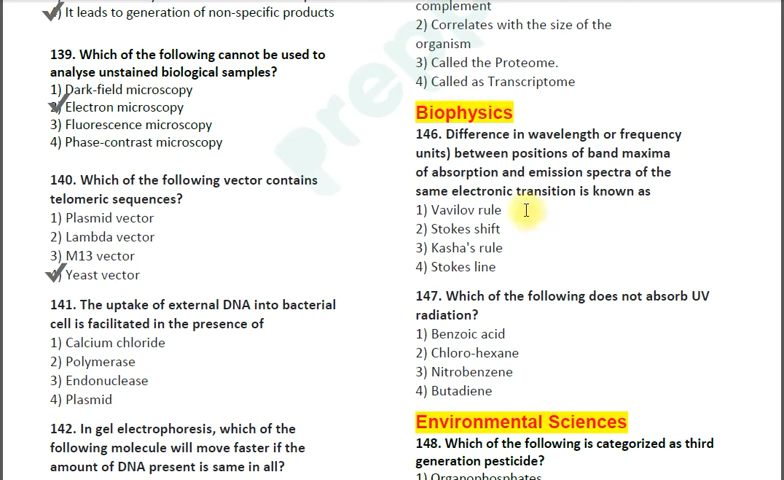 It leads to generation of non-specific products
139. Which of the following cannot be used to
analyse unstained biological samples?
1) Dark-field microscopy
Electron microscopy
3) Fluorescence microscopy
4) Phase-contrast microscopy
140. Which of the following vector contains
telomeric sequences?
1) Plasmid vector
2) Lambda vector
3) M13 vector
Yeast vector
141. The uptake of external DNA into bacterial
cell is facilitated in the presence of
1) Calcium chloride
2) Polymerase
3) Endonuclease
4) Plasmid
142. In gel electrophoresis, which of the
following molecule will move faster if the
amount of DNA present is same in all?
complement
2) Correlates with the size of the
organism
3) Called the Proteome.
4) Called as Transcriptome
Biophysics
146. Difference in wavelength or frequency
units) between positions of band maxima
of absorption and emission spectra of the
same electronic transition is known as
1) Vavilov rule
2) Stokes shift
3) Kasha's rule
4) Stokes line
147. Which of the following does not absorb UV
radiation?
1) Benzoic acid
2) Chloro-hexane
3) Nitrobenzene
4) Butadiene
Environmental Sciences
148. Which of the following is categorized as third
generation pesticide?
1) Organophosphates